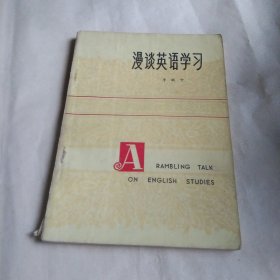 漫谈英语学习
A RAMBLING TALK
ON ENGLISH STUDIES